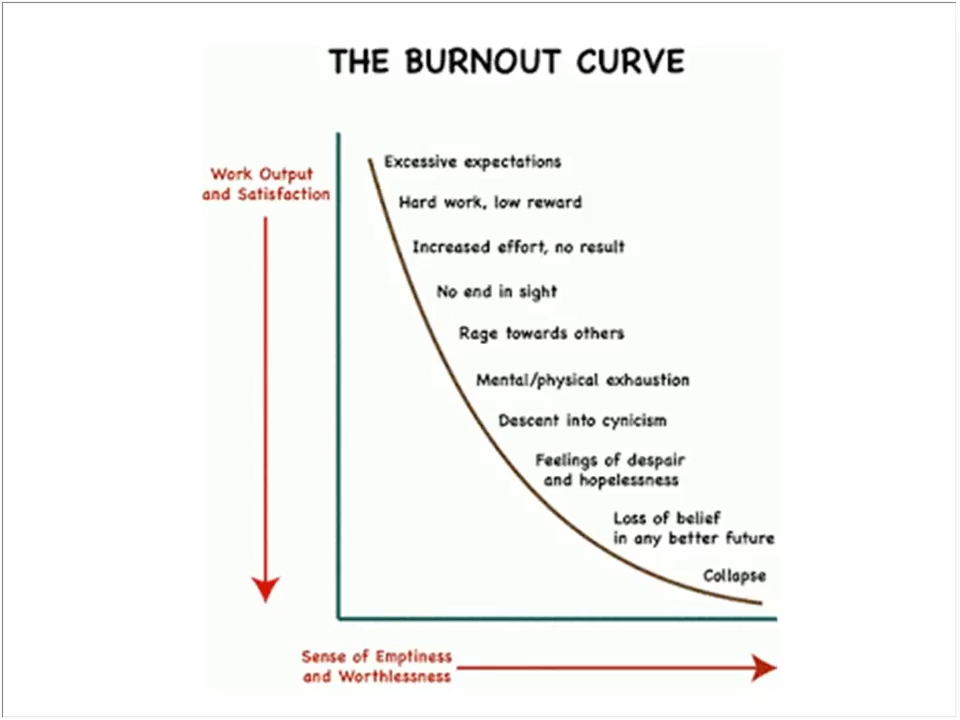 THE BURNOUT CURVE
Work Output
and Satisfaction
Excessive expectations
Hard work, low reward
Increased effort, no result
No end in sight
Rage towards others
Mental/physical exhaustion
Descent into cynicism
Feelings of despair
and hopelessness
Loss of belief
in any better future
Collapse
Sense of Emptiness
and Worthlessness